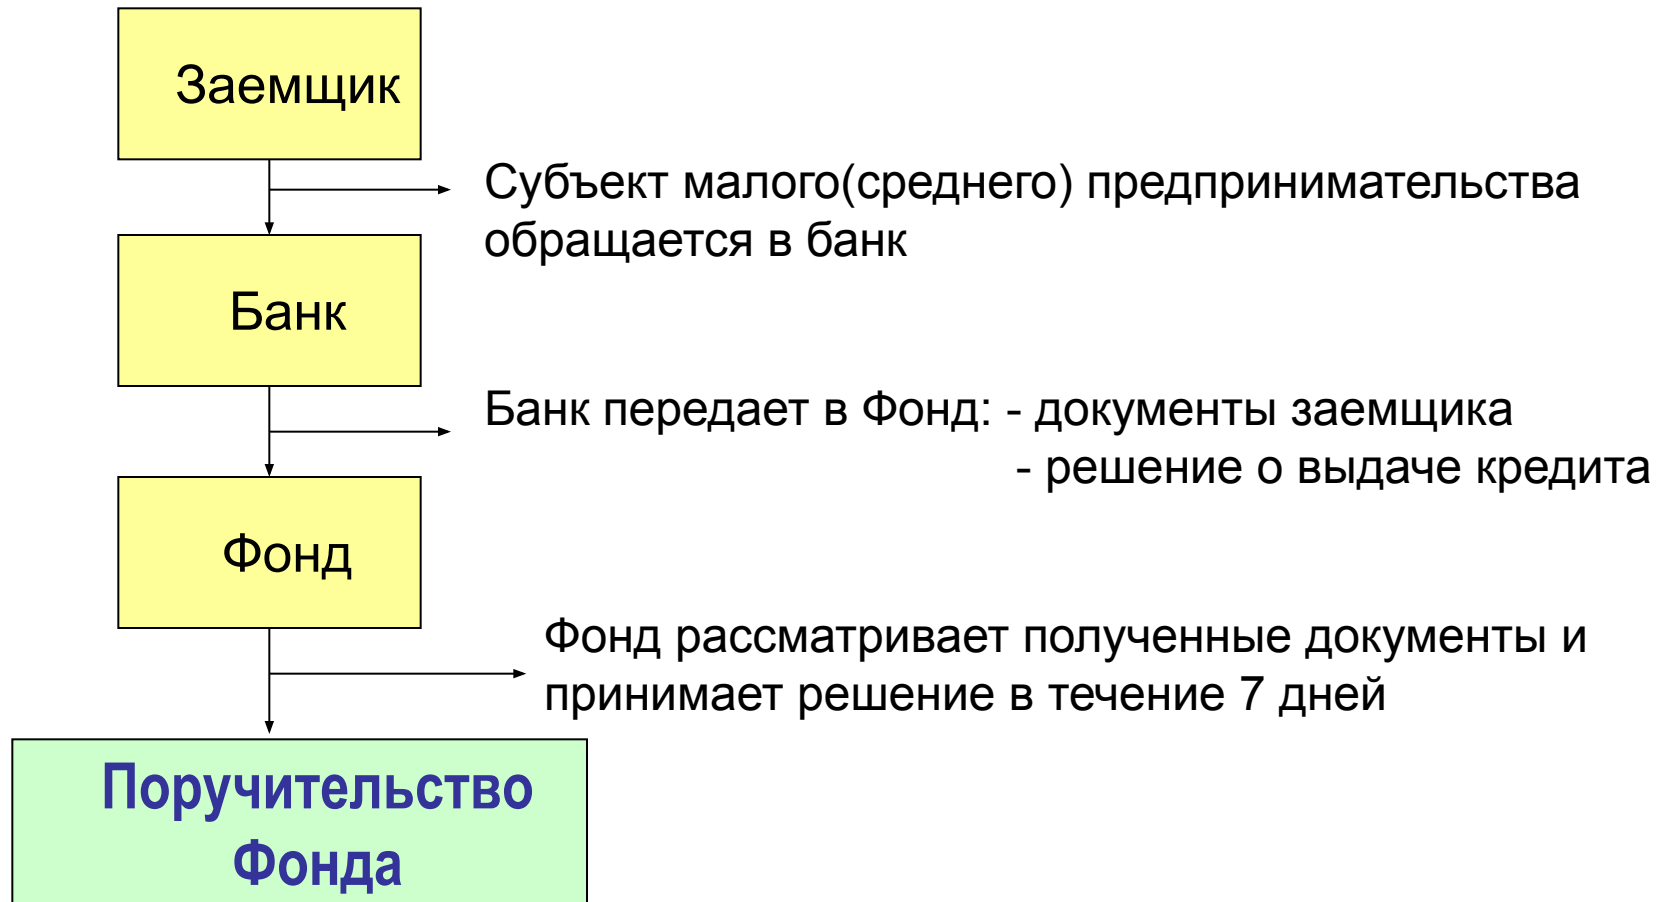 Заемщик
Субъект малого(среднего) предпринимательства
обращается в банк
Банк
Банк передает в Фонд: - документы заемщика
- решение о выдаче кредита
Фонд
Фонд рассматривает полученные документы и
принимает решение в течение 7 дней
Поручительство
Фонда